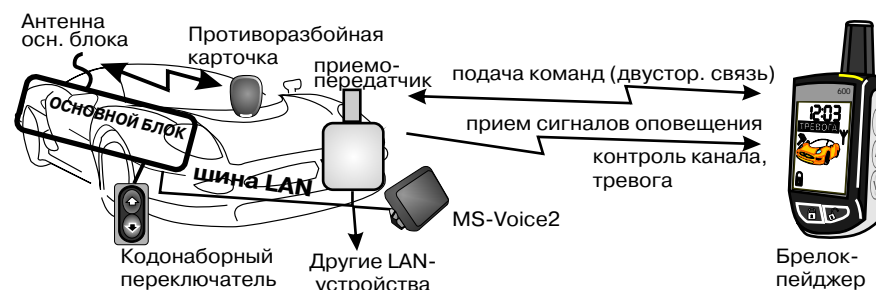 Антенна
осн. блока
Противоразбойная
карточка
приемо-
передатчик
подача команд (двустор. связь)
600
12:03
ТРЕВОГА
ОСНОВНОЙ БЛОК
прием сигналов оповещения
контроль канала,
тревога
шина LAN
MS-Voice2
Кодонаборный
переключатель
Другие LAN-
устройства
Брелок-
пейджер